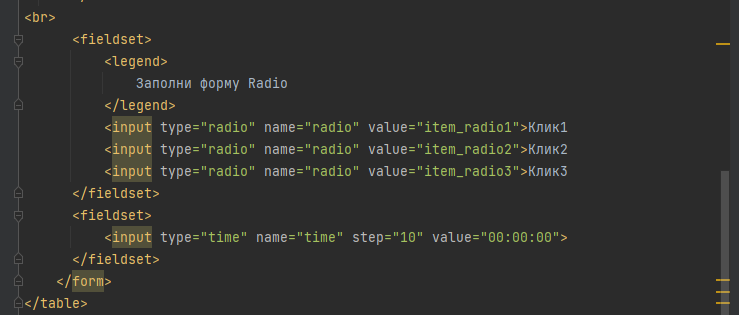 <br>
<fieldset>
<legend>
Заполни форму Radio
</legend>
<input type="radio" name="radio" value="item_radio1">Клик1
<input type="radio" name="radio" value="item_radio2">Клик2
<input type="radio" name="radio" value="item_radio3">Клик3
</fieldset>
<fieldset>
<input type="time" name="time" step="10" value="00:00:00">
</fieldset>
</form>
</table>